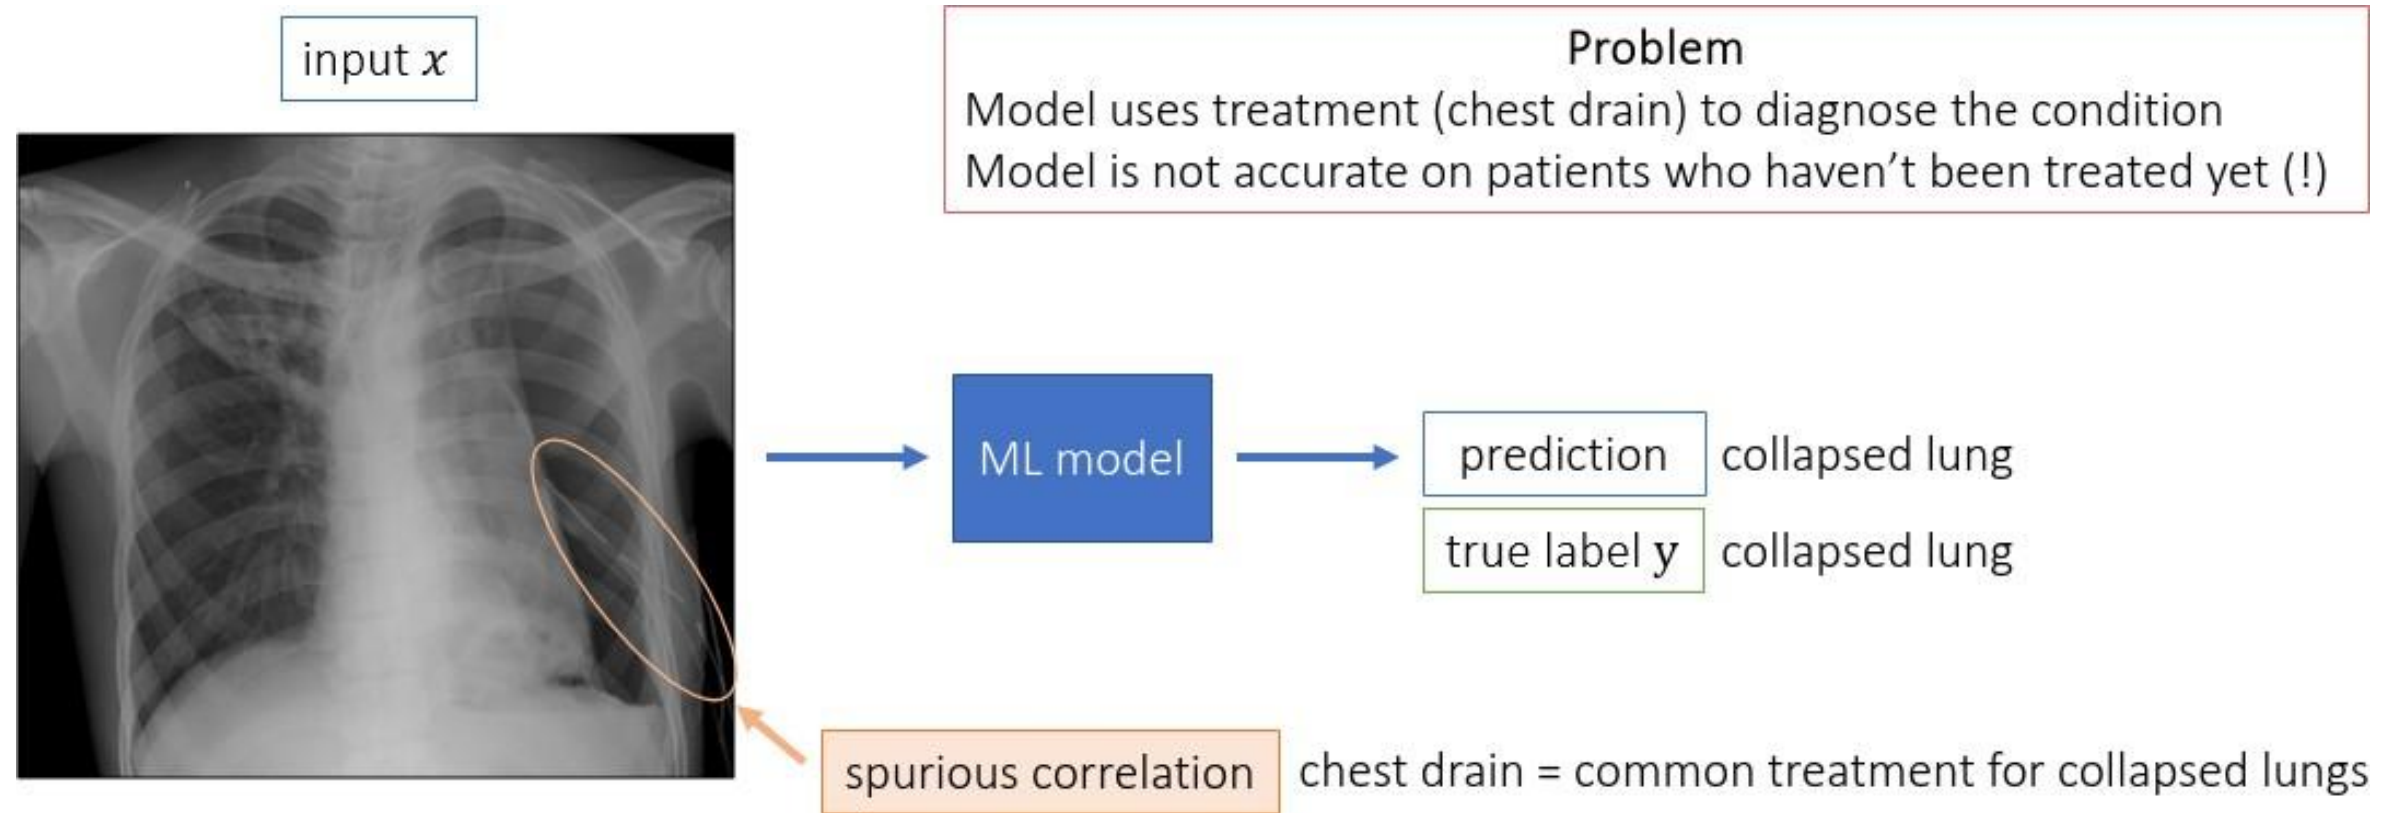 input x
Problem
Model uses treatment (chest drain) to diagnose the condition
Model is not accurate on patients who haven’t been treated yet (!)
ML model
prediction collapsed lung
true label y collapsed lung
spurious correlation chest drain = common treatment for collapsed lungs